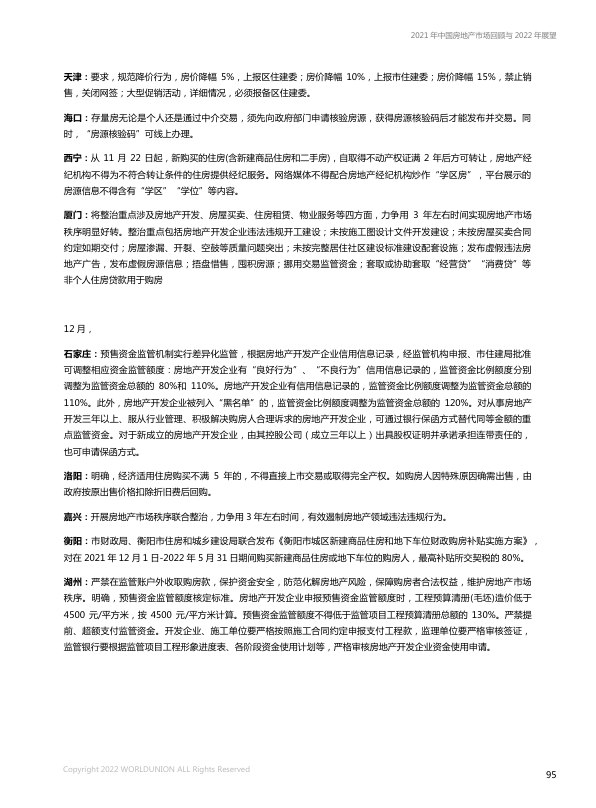 2021 年中国房地产市场回顾与 2022 年展望
天津：要求，规范降价行为，房价降幅 5%，上报区住建委；房价降幅 10%，上报市住建委；房价降幅 15%，禁止销
售，关闭网签；大型促销活动，详细情况，必须报备区住建委。
海口：存量房无论是个人还是通过中介交易，须先向政府部门申请核验房源，获得房源核验码后才能发布并交易。同
时，“房源核验码”可线上办理。
西宁：从 11 月 22 日起，新购买的住房(含新建商品住房和二手房)，自取得不动产权证满 2 年后方可转让，房地产经
纪机构不得为不符合转让条件的住房提供经纪服务。网络媒体不得配合房地产经纪机构炒作“学区房”，平台展示的
房源信息不得含有“学区”“学位”等内容。
厦门：将整治重点涉及房地产开发、房屋买卖、住房租赁、物业服务等四方面，力争用 3 年左右时间实现房地产市场
秩序明显好转。整治重点包括房地产开发企业违法违规开工建设；未按施工图设计文件开发建设；未按房屋买卖合同
约定如期交付；房屋渗漏、开裂、空鼓等质量问题突出；未按完整居住社区建设标准建设配套设施；发布虚假违法房
地产广告，发布虚假房源信息；捂盘惜售，囤积房源；挪用交易监管资金；套取或协助套取“经营贷”“消费贷”等
非个人住房贷款用于购房
12 月，
石家庄：预售资金监管机制实行差异化监管，根据房地产开发产企业信用信息记录，经监管机构申报、市住建局批准
可调整相应资金监管额度：房地产开发企业有“良好行为”、“不良行为”信用信息记录的，监管资金比例额度分别
调整为监管资金总额的 80%和 110%。房地产开发企业有信用信息记录的，监管资金比例额度调整为监管资金总额的
110%。此外，房地产开发企业被列入“黑名单”的，监管资金比例额度调整为监管资金总额的 120%。对从事房地产
开发三年以上、服从行业管理、积极解决购房人合理诉求的房地产开发企业，可通过银行保函方式替代同等金额的重
点监管资金。对于新成立的房地产开发企业，由其控股公司（成立三年以上）出具股权证明并承诺承担连带责任的，
也可申请保函方式。
洛阳：明确，经济适用住房购买不满 5 年的，不得直接上市交易或取得完全产权。如购房人因特殊原因确需出售，由
政府按原出售价格扣除折旧费后回购。
嘉兴：开展房地产市场秩序联合整治，力争用 3 年左右时间，有效遏制房地产领域违法违规行为。
衡阳：市财政局、衡阳市住房和城乡建设局联合发布《衡阳市城区新建商品住房和地下车位财政购房补贴实施方案》，
对在 2021 年 12 月 1 日-2022 年 5 月 31 日期间购买新建商品住房或地下车位的购房人，最高补贴所交契税的 80%。
湖州：严禁在监管账户外收取购房款，保护资金安全，防范化解房地产风险，保障购房者合法权益，维护房地产市场
秩序。明确，预售资金监管额度核定标准。房地产开发企业申报预售资金监管额度时，工程预算清册(毛坯)造价低于
4500 元/平方米，按 4500 元/平方米计算。预售资金监管额度不得低于监管项目工程预算清册总额的 130%。严禁提
前、超额支付监管资金。开发企业、施工单位要严格按照施工合同约定申报支付工程款，监理单位要严格审核签证，
监管银行要根据监管项目工程形象进度表、各阶段资金使用计划等，严格审核房地产开发企业资金使用申请。
Copyright 2022 WORLDUNION ALL Rights Reserved
95